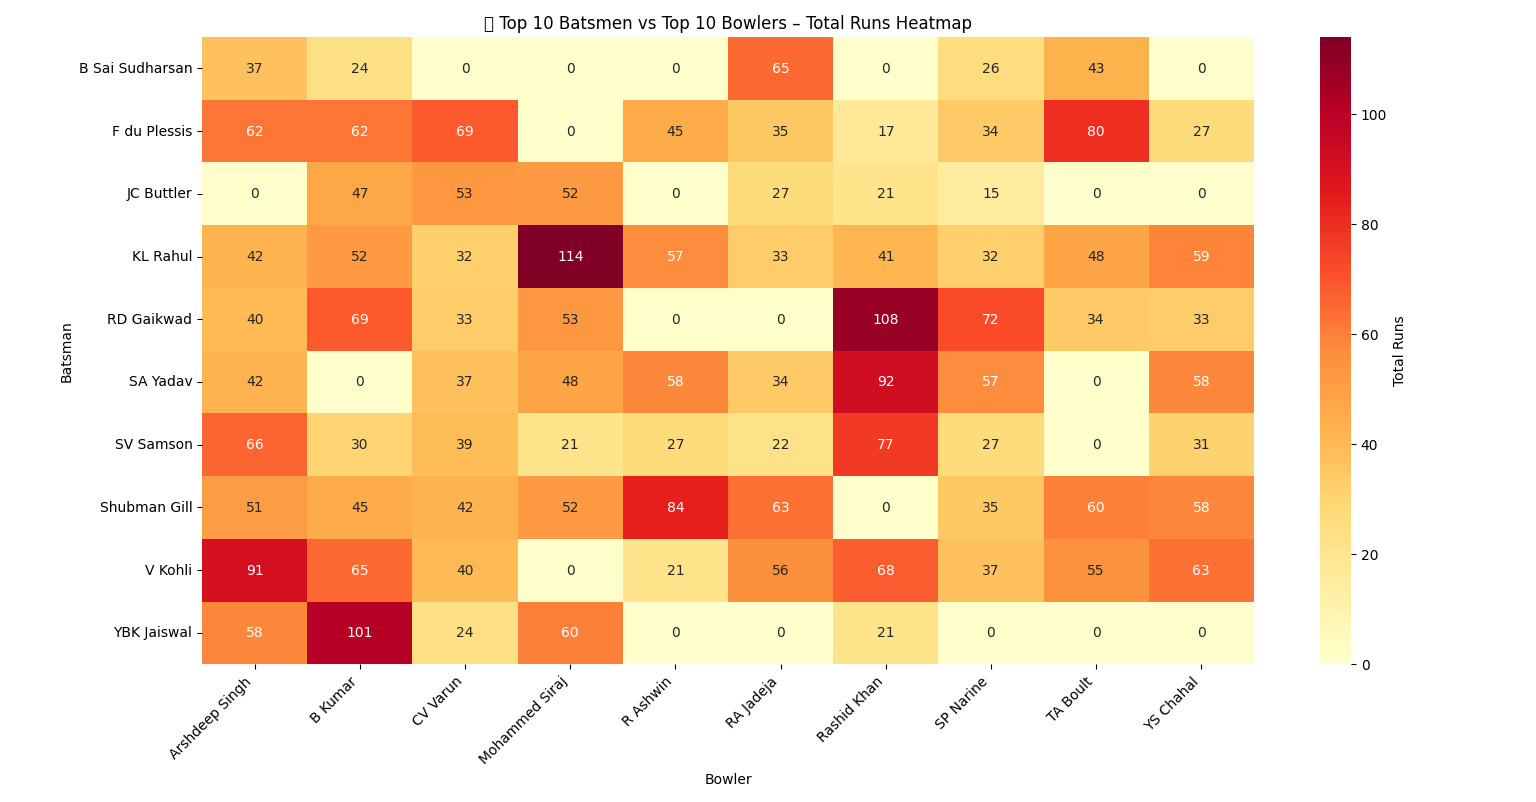 ▯ Top 10 Batsmen vs Top 10 Bowlers – Total Runs Heatmap
B Sai Sudharsan 37 24 0 0 0 65 0 26 43 0
F du Plessis 62 62 69 0 45 35 17 34 80 27
JC Buttler 0 47 53 52 0 27 21 15 0 0
KL Rahul 42 52 32 114 57 33 41 32 48 59
RD Gaikwad 40 69 33 53 0 0 108 72 34 33
SA Yadav 42 0 37 48 58 34 92 57 0 58
SV Samson 66 30 39 21 27 22 77 27 0 31
Shubman Gill 51 45 42 52 84 63 0 35 60 58
V Kohli 91 65 40 0 21 56 68 37 55 63
YBK Jaiswal 58 101 24 60 0 0 21 0 0 0
Arshdeep Singh B Kumar CV Varun Mohammed Siraj R Ashwin RA Jadeja Rashid Khan SP Narine TA Boult YS Chahal
Bowler
Batsman
100
80
60
40
20
0
Total Runs